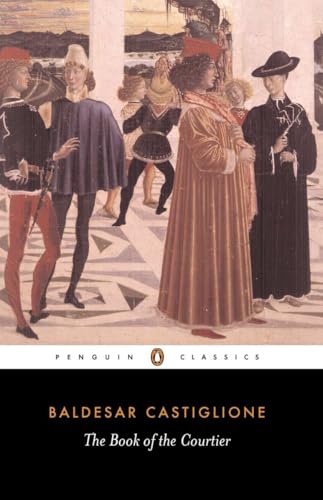 PENGUIN CLASSICS
BALDESAR CASTIGLIONE
The Book of the Courtier